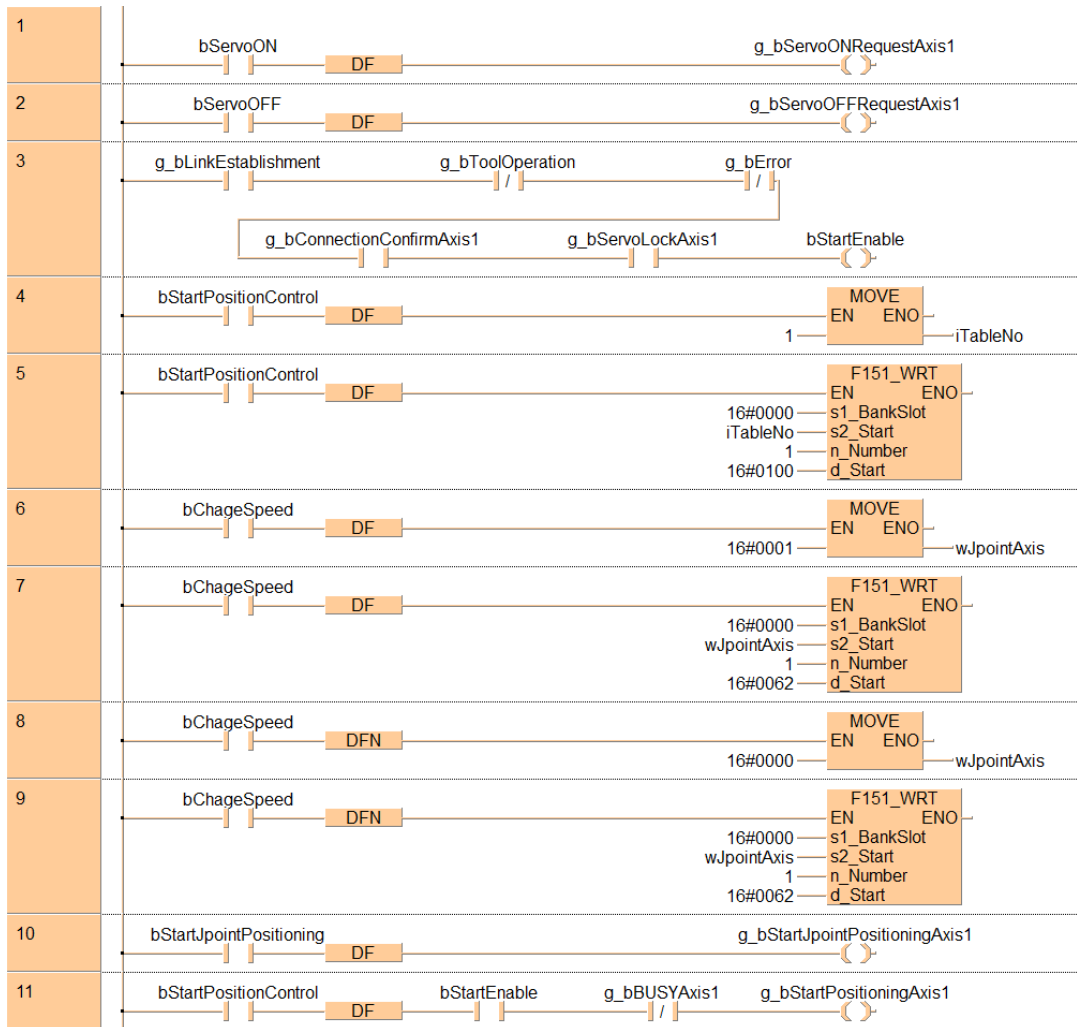 1
bServoON
g_bServoONRequestAxis1
DF
2
bServoOFF
g_bServoOFFRequestAxis1
DF
3
g_bLinkEstablishment
g_bToolOperation
g_bError
/
/
g_bConnectionConfirmAxis1
g_bServoLockAxis1
bStartEnable
4
bStartPositionControl
DF
MOVE
EN ENO
1
iTableNo
5
bStartPositionControl
DF
F151_WRT
EN ENO
16#0000 s1_BankSlot
iTableNo s2_Start
1 n_Number
16#0100 d_Start
6
bChageSpeed
DF
MOVE
EN ENO
16#0001
wJpointAxis
7
bChageSpeed
DF
F151_WRT
EN ENO
16#0000 s1_BankSlot
wJpointAxis s2_Start
1 n_Number
16#0062 d_Start
8
bChageSpeed
DFN
MOVE
EN ENO
16#0000
wJpointAxis
9
bChageSpeed
DFN
F151_WRT
EN ENO
16#0000 s1_BankSlot
wJpointAxis s2_Start
1 n_Number
16#0062 d_Start
10
bStartJpointPositioning
g_bStartJpointPositioningAxis1
DF
11
bStartPositionControl
bStartEnable
g_bBUSYAxis1
g_bStartPositioningAxis1
DF
/